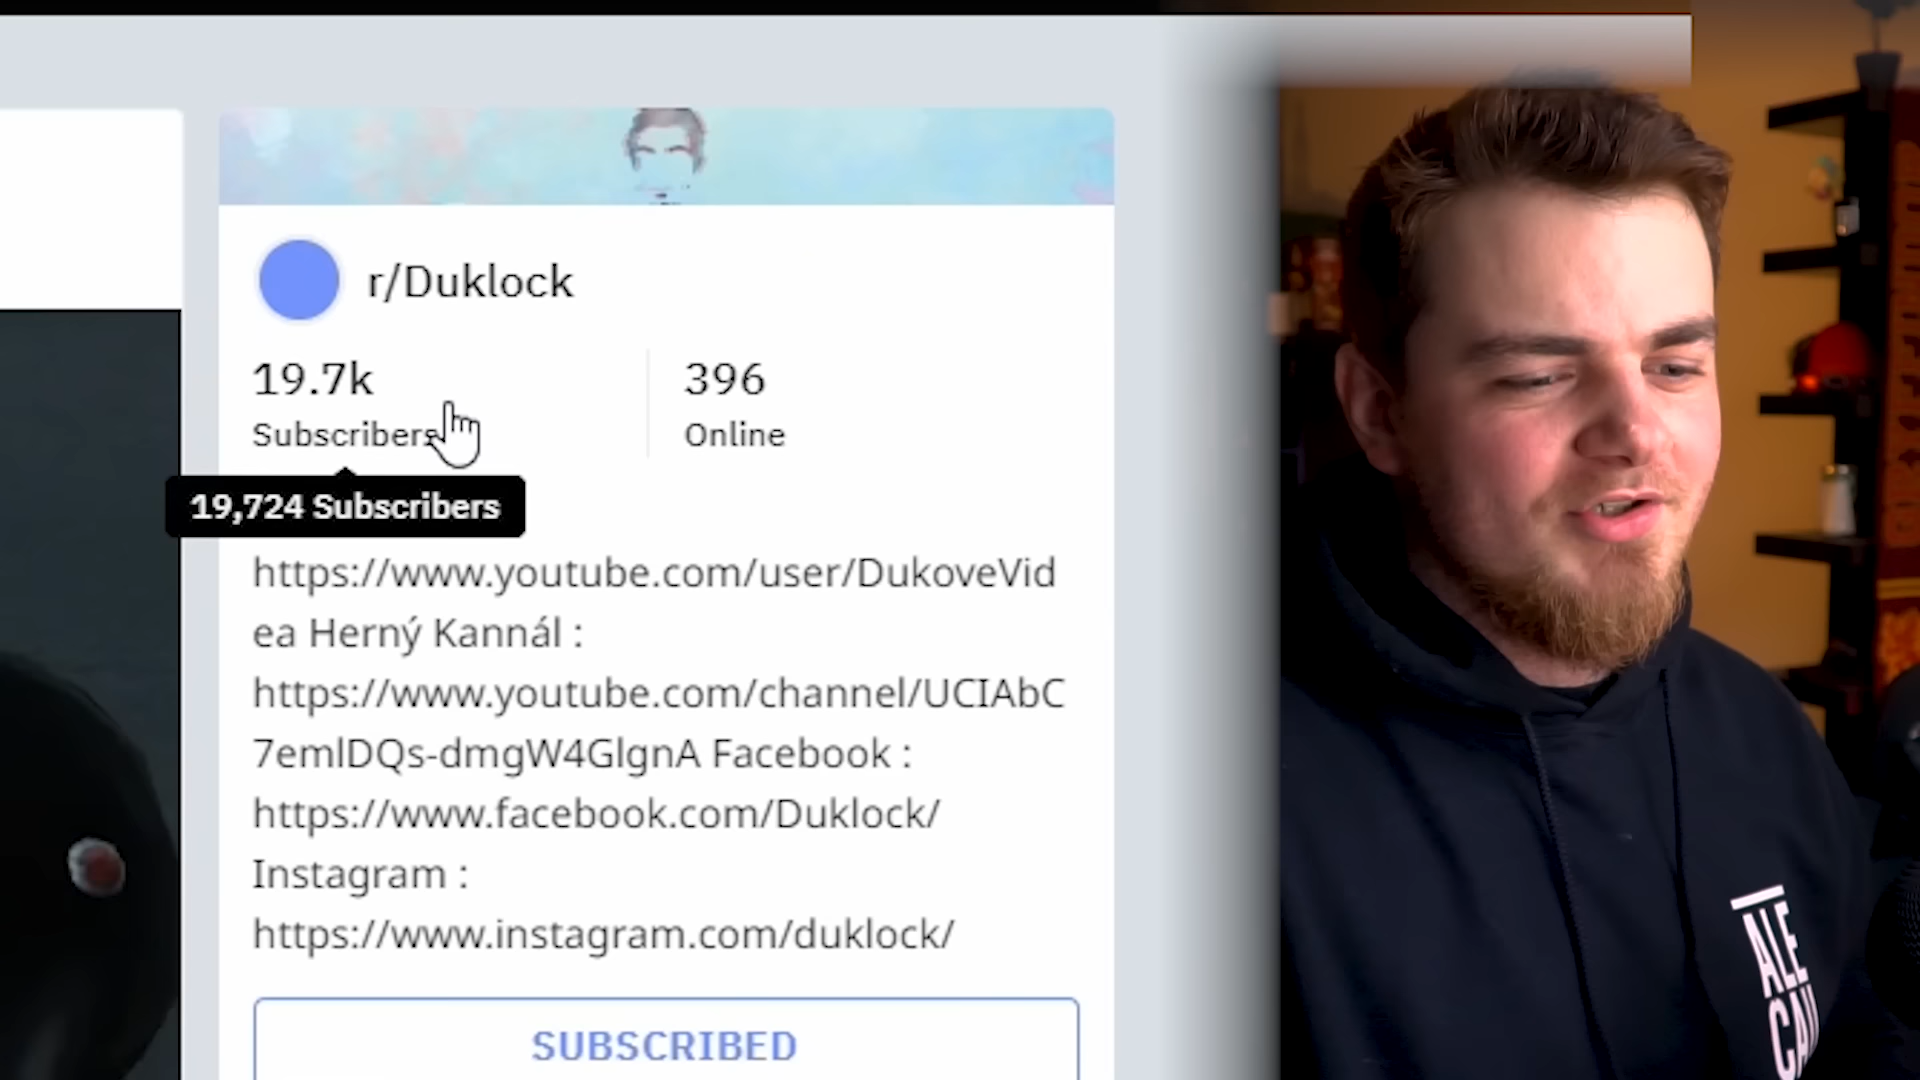 r/Duklock
19.7k
396
Subscribers
Online
19,724 Subscribers
https://www.youtube.com/user/DukoveVid
ea Herný Kannál :
https://www.youtube.com/channel/UCIAbC
7emlDQs-dmgW4GlgnA Facebook :
https://www.facebook.com/Duklock/
Instagram :
https://www.instagram.com/duklock/
SUBSCRIBED
ALE